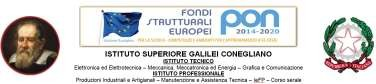 FONDI
STRUTTURALI
EUROPEI
pon
2014-2020
ISTITUTO SUPERIORE GALILEI CONEGLIANO
ISTITUTO TECNICO
Elettronica ed Elettrotecnica – Meccanica, Meccatronica ed Energia – Grafica e Comunicazione
ISTITUTO PROFESSIONALE
Produzioni Industriali e Artigianali – Manutenzione e Assistenza Tecnica – IeFP – Corso serale